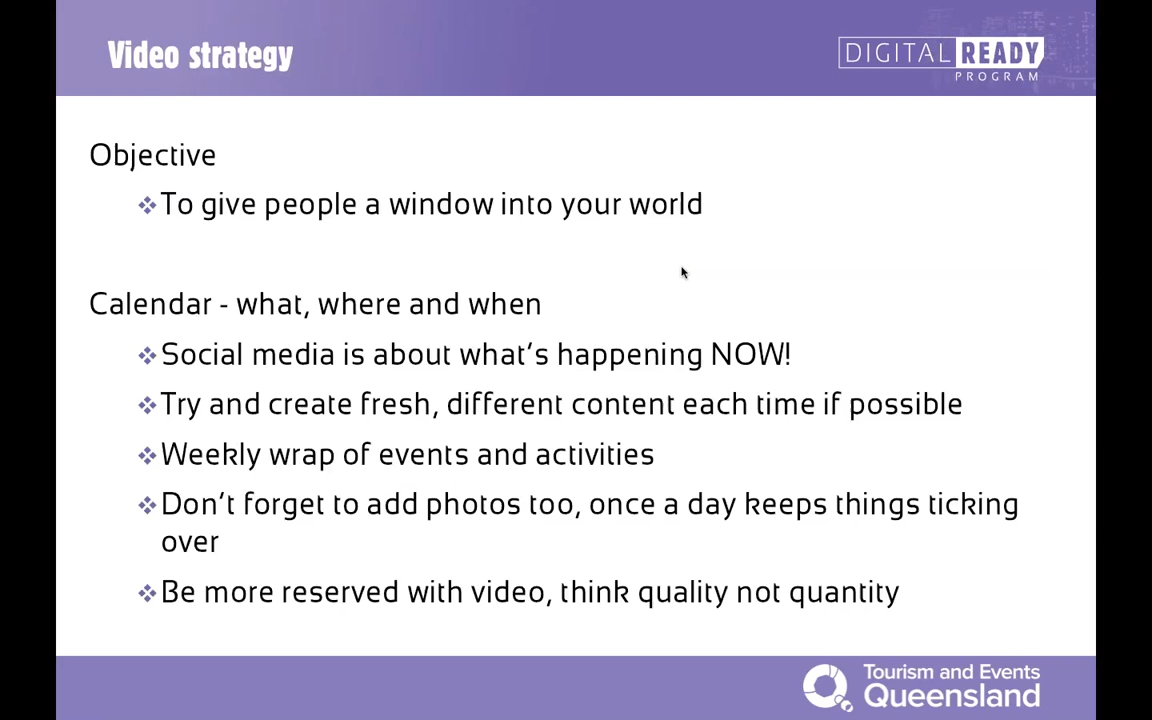 Video strategy
DIGITAL READY
PROGRAM
Objective
❖To give people a window into your world
Calendar - what, where and when
❖Social media is about what's happening NOW!
❖Try and create fresh, different content each time if possible
❖Weekly wrap of events and activities
❖Don't forget to add photos too, once a day keeps things ticking
over
❖Be more reserved with video, think quality not quantity
Tourism and Events
Queensland